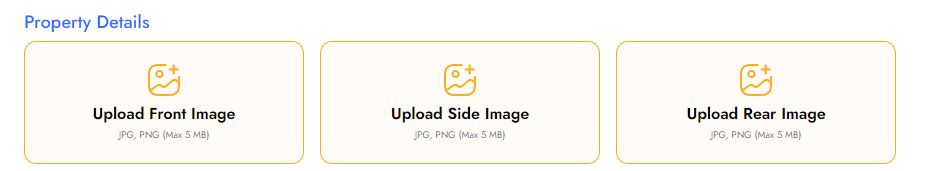 Property Details
Upload Front Image
JPG, PNG (Max 5 MB)
Upload Side Image
JPG, PNG (Max 5 MB)
Upload Rear Image
JPG, PNG (Max 5 MB)